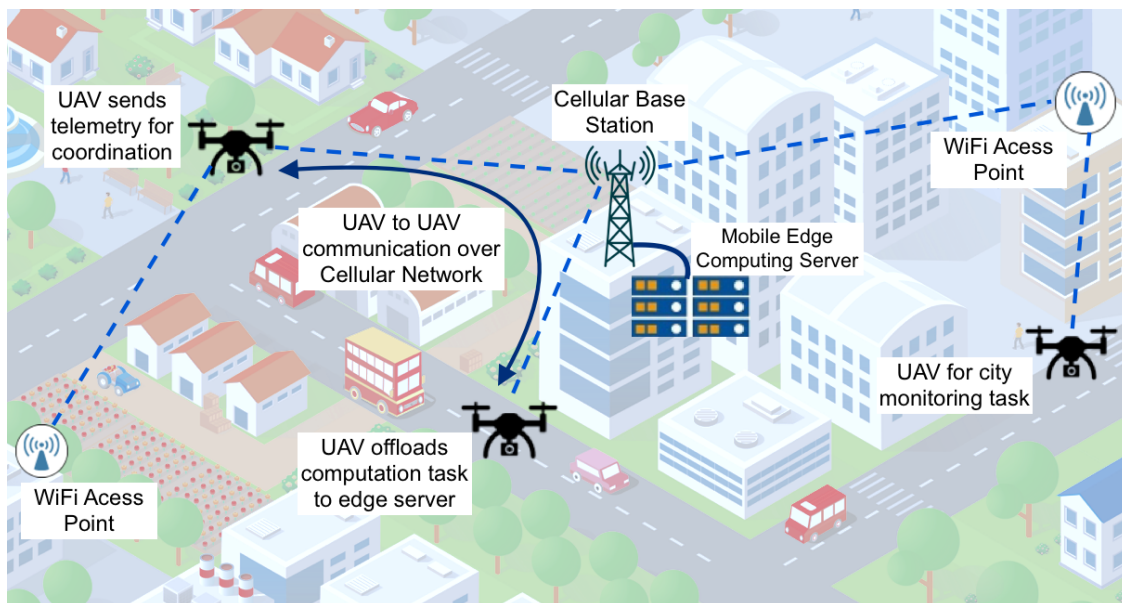 UAV sends
telemetry for
coordination
Cellular Base
Station
WiFi Acess
Point
UAV to UAV
communication over
Cellular Network
Mobile Edge
Computing Server
UAV for city
monitoring task
UAV offloads
computation task
to edge server
WiFi Acess
Point